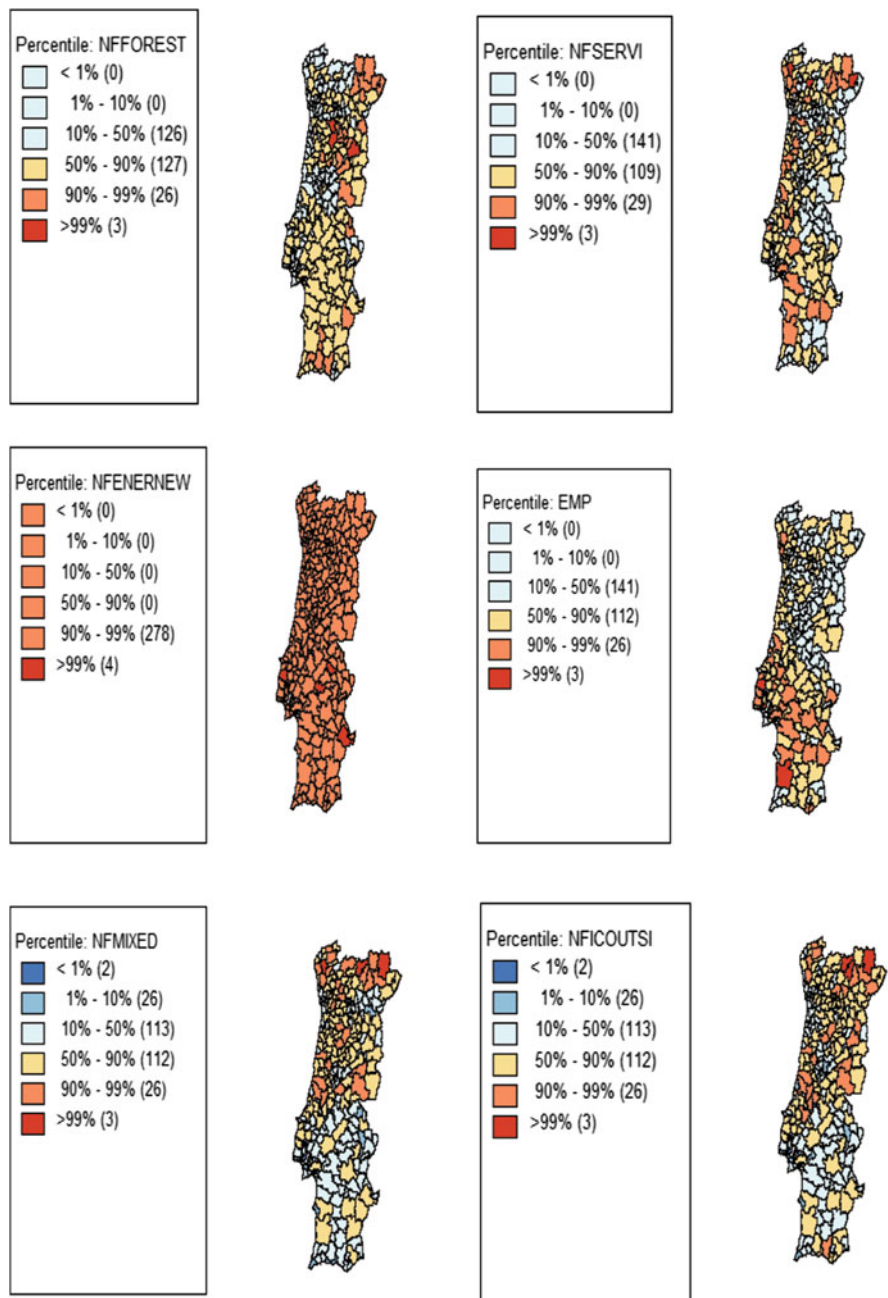 Percentile: NFFOREST
< 1% (0)
1% - 10% (0)
10% - 50% (126)
50% - 90% (127)
90% - 99% (26)
>99% (3)
Percentile: NFSERVI
< 1% (0)
1% - 10% (0)
10% - 50% (141)
50% - 90% (109)
90% - 99% (29)
>99% (3)
Percentile: NFENERNEW
< 1% (0)
1% - 10% (0)
10% - 50% (0)
50% - 90% (0)
90% - 99% (278)
>99% (4)
Percentile: EMP
< 1% (0)
1% - 10% (0)
10% - 50% (141)
50% - 90% (112)
90% - 99% (26)
>99% (3)
Percentile: NFMIXED
< 1% (2)
1% - 10% (26)
10% - 50% (113)
50% - 90% (112)
90% - 99% (26)
>99% (3)
Percentile: NFICOUTSI
< 1% (2)
1% - 10% (26)
10% - 50% (113)
50% - 90% (112)
90% - 99% (26)
>99% (3)